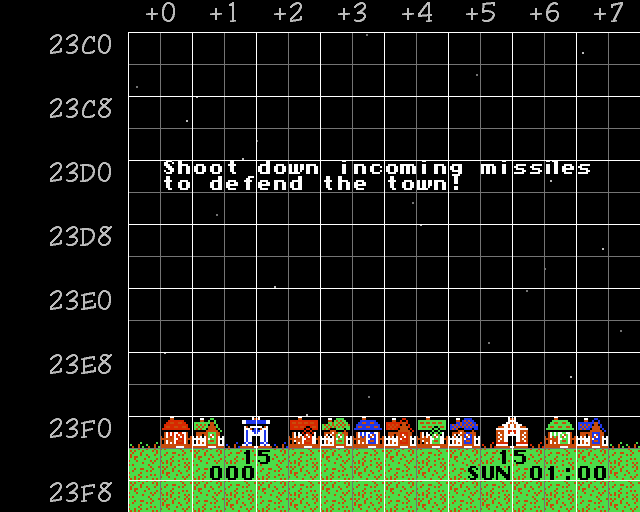 +0 +1 +2 +3 +4 +5 +6 +7
23C0
23C8
23D0
Shoot down incoming missiles
to defend the town!
23D8
23E0
23E8
23F0
15 15
000 SUN 01:00
23F8